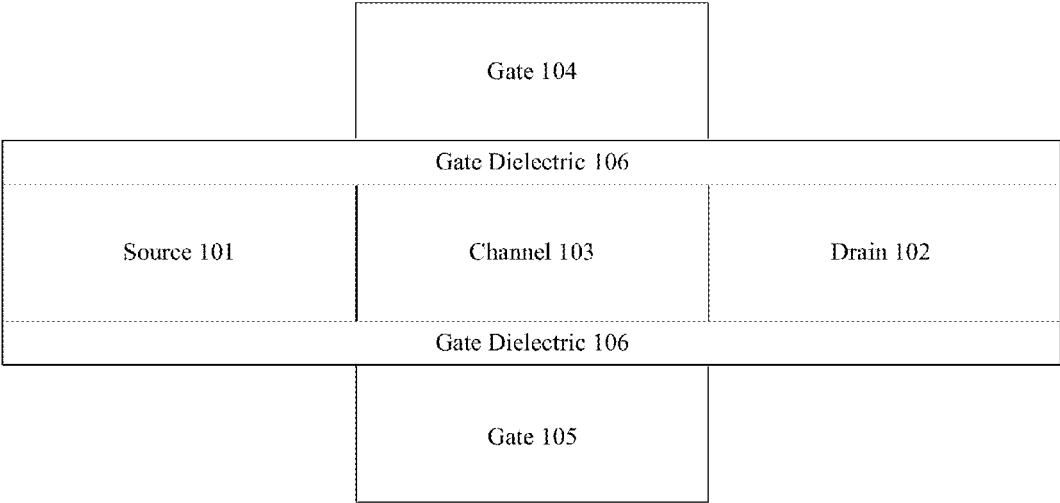 Gate 104
Gate Dielectric 106
Source 101 Channel 103 Drain 102
Gate Dielectric 106
Gate 105